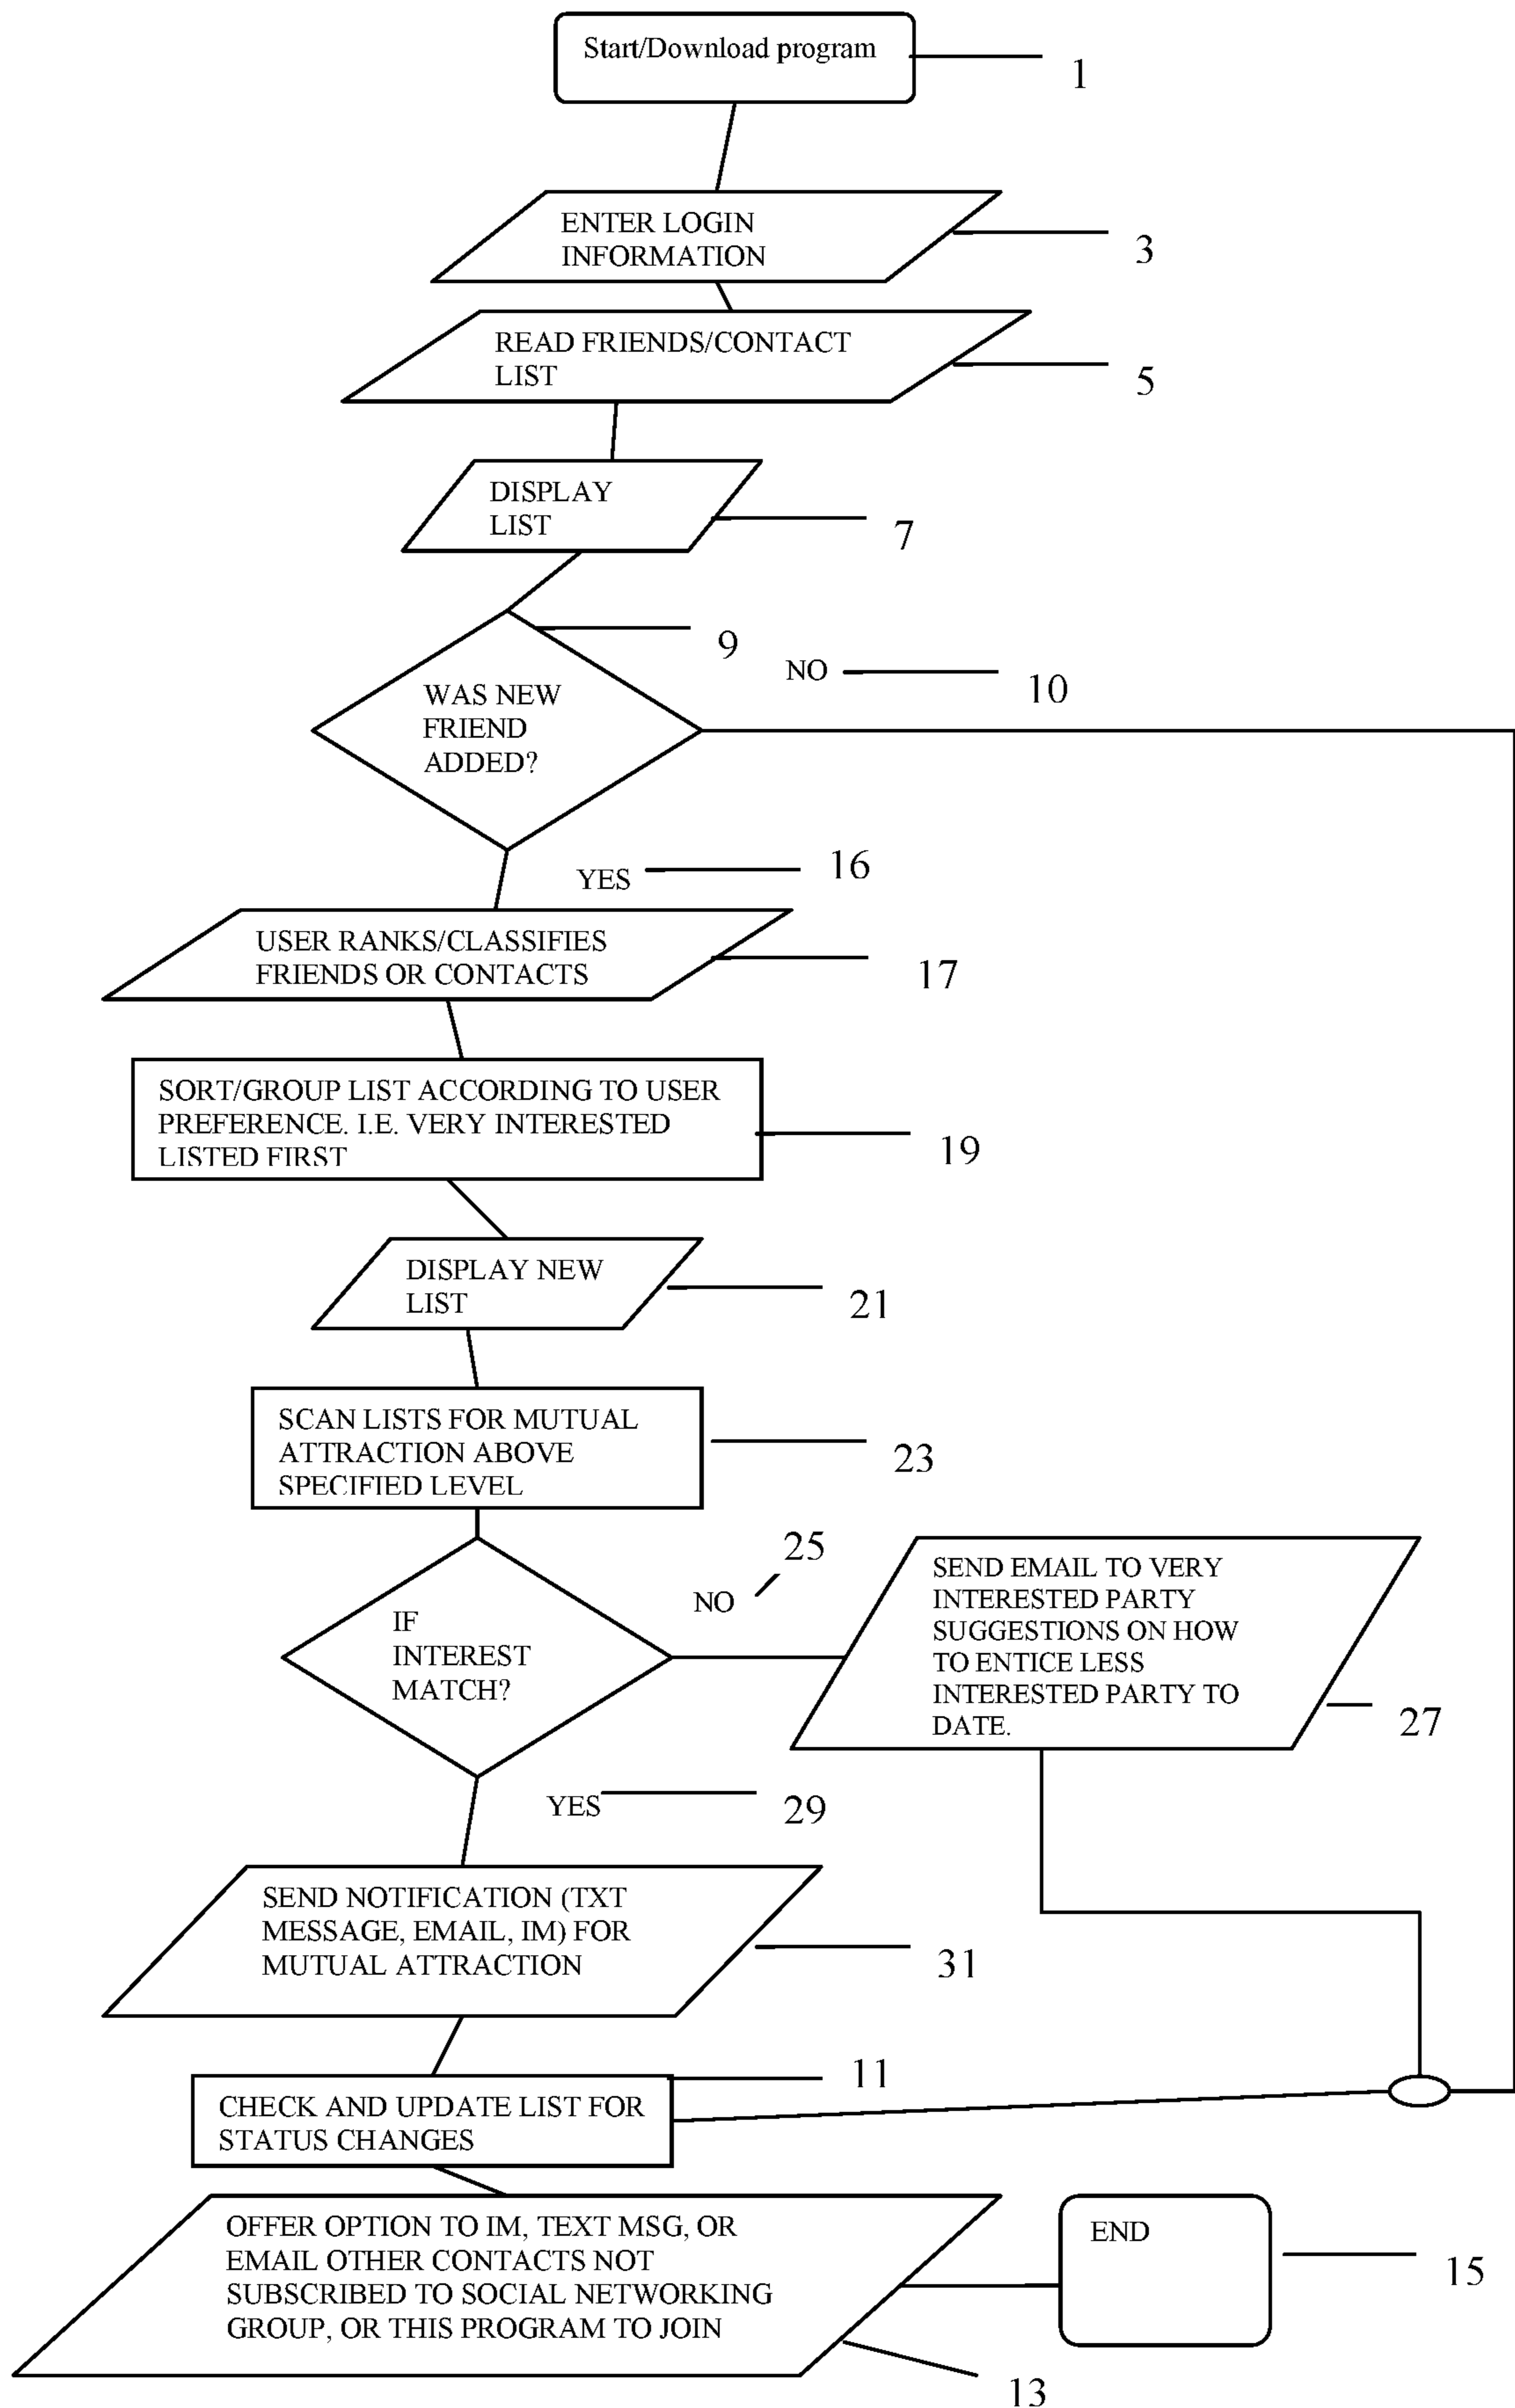 Start/Download program
1
ENTER LOGIN
INFORMATION
3
READ FRIENDS/CONTACT
LIST
5
DISPLAY
LIST
7
9
NO
10
WAS NEW
FRIEND
ADDED?
YES
16
USER RANKS/CLASSIFIES
FRIENDS OR CONTACTS
17
SORT/GROUP LIST ACCORDING TO USER
PREFERENCE. I.E. VERY INTERESTED
LISTED FIRST
19
DISPLAY NEW
LIST
21
SCAN LISTS FOR MUTUAL
ATTRACTION ABOVE
SPECIFIED LEVEL
23
IF
INTEREST
MATCH?
NO
25
SEND EMAIL TO VERY
INTERESTED PARTY
SUGGESTIONS ON HOW
TO ENTICE LESS
INTERESTED PARTY TO
DATE.
27
YES
29
SEND NOTIFICATION (TXT
MESSAGE, EMAIL, IM) FOR
MUTUAL ATTRACTION
31
11
CHECK AND UPDATE LIST FOR
STATUS CHANGES
OFFER OPTION TO IM, TEXT MSG, OR
EMAIL OTHER CONTACTS NOT
SUBSCRIBED TO SOCIAL NETWORKING
GROUP, OR THIS PROGRAM TO JOIN
13
END
15